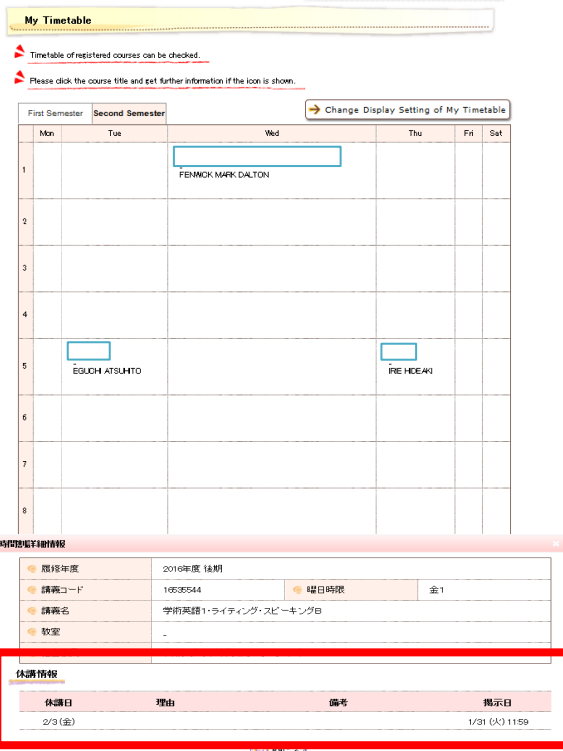 My Timetable
Timetable of registered courses can be checked.
Please click the course title and get further information if the icon is shown.
First Semester Second Semester Change Display Setting of My Timetable
Mon Tue Wed Thu Fri Sat
1
FENWICK MARK DALTON
2
3
4
5
EGUCHI ATSUHITO IRIE HIDEAKI
6
7
8
時間割詳細情報
履修年度 2016年度 後期
講義コード 16535544 曜日時限 金1
講義名 学術英語1・ライティング・スピーキングB
教室 -
休講情報
休講日 理由 備考 掲示日
2/3 (金) 1/31 (火) 11:59